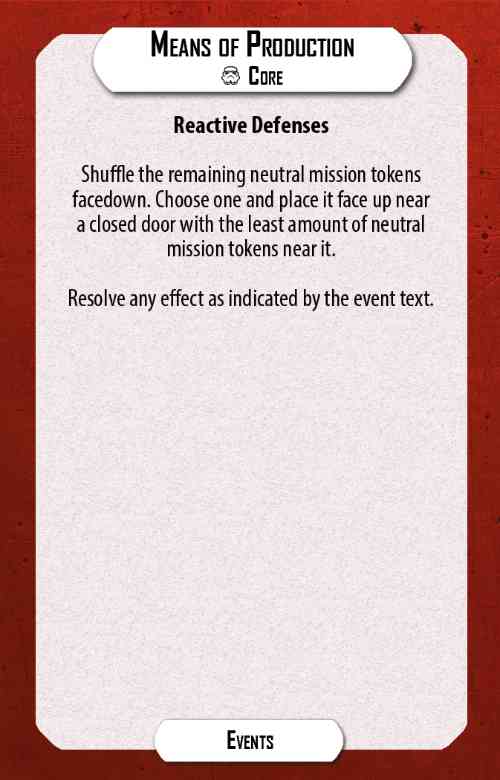 Means of Production
Core
Reactive Defenses
Shuffle the remaining neutral mission tokens
facedown. Choose one and place it face up near
a closed door with the least amount of neutral
mission tokens near it.
Resolve any effect as indicated by the event text.
Events